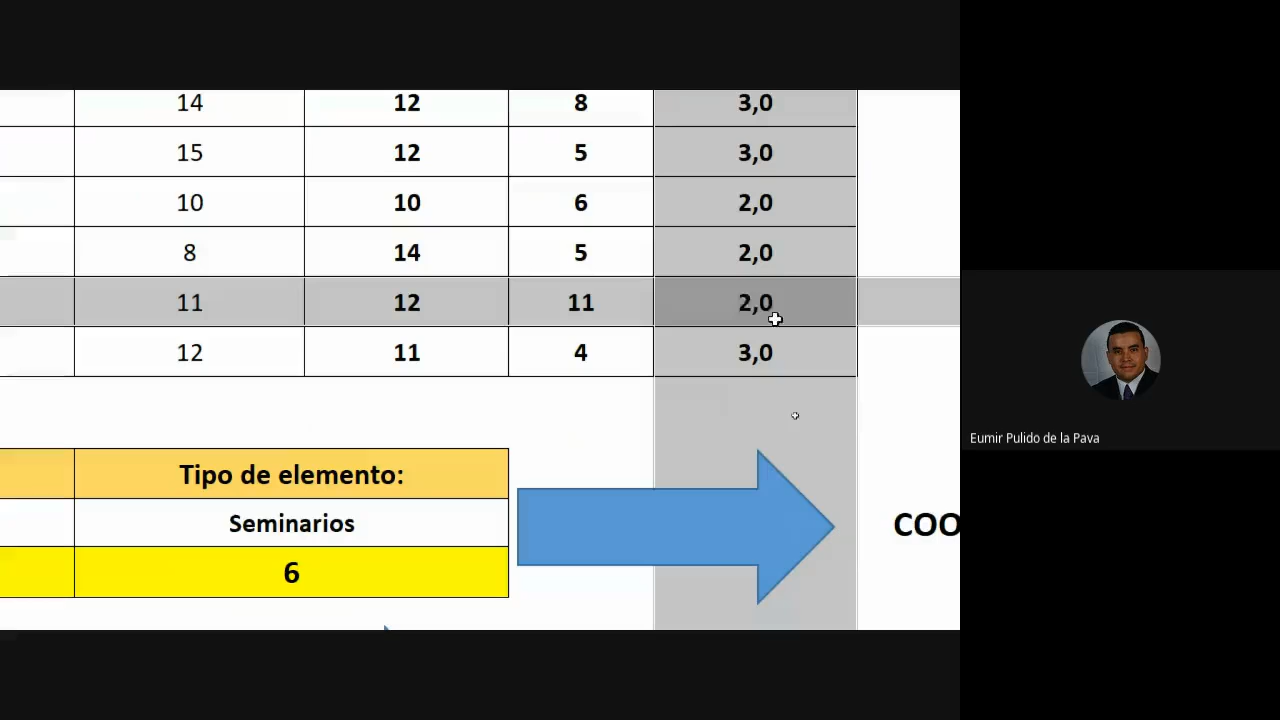 14 12 8 3,0
15 12 5 3,0
10 10 6 2,0
8 14 5 2,0
11 12 11 2,0
12 11 4 3,0
Tipo de elemento:
Seminarios
COO
6
Eumir Pulido de la Pava